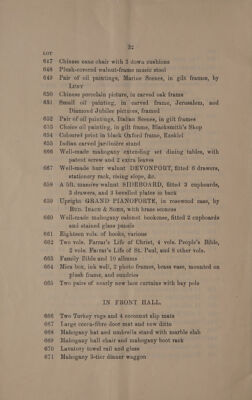 32
LOT
647 Chinese cane chair with 3 down cushions
648 Plush-covered walnut-frame music stool
649 Pair of oil paintings, Marine Scenes, in gilt frames, by
LUNY
650 Chinese porcelain picture, in carved oak frame
651 Small oil painting, in carved frame, Jerusalem, and
Diamond Jubilee pictures, framed
652 Pair of oil paintings, Italian Scenes, in gilt frames
653 Choice oil painting, in gilt frame, Blacksmith's Shop
654 Coloured print in black Oxford frame, Ezekiel
655 Indian carved jardinière stand
656 Well-made mahogany extending set dining tables, with
patent screw and 2 extra leaves
657 Well-made burr walnut DEVONPORT, fitted 6 drawers,
stationery rack, rising slope, &c.
658 A 5ft. massive walnut SIDEBOARD, fitted 2 cupboards,
3 drawers, and 3 bevelled plates in back
659 Upright GRAND PIANOFORTE, in rosewood case, by
BUD. IBACH & SONS, with brass sconces
660 Well-made mahogany cabinet bookcase, fitted 2 cupboards
and stained glass panels
661 Eighteen vols. of books, various
662 Two vols. Farrar's Life of Christ, 4 vols. People's Bible,
2 vols. Farrar's Life of St. Paul, and 8 other vols.
663 Family Bible and 10 albums
664 Mica box, ink well, 2 photo frames, brass vase, mounted on
plush frame, and sundries
665 Two pairs of nearly new lace curtains with bay pole
IN FRONT HALL.
666 Two Turkey rugs and 4 cocoanut slip mats
667 Large cocoa-fibre door mat and new ditto
668 Mahogany hat and umbrella stand with marble slab
669 Mahogany hall chair and mahogany boot rack
670 Lavatory towel rail and glass
671 Mahogany 3-tier dinner waggon